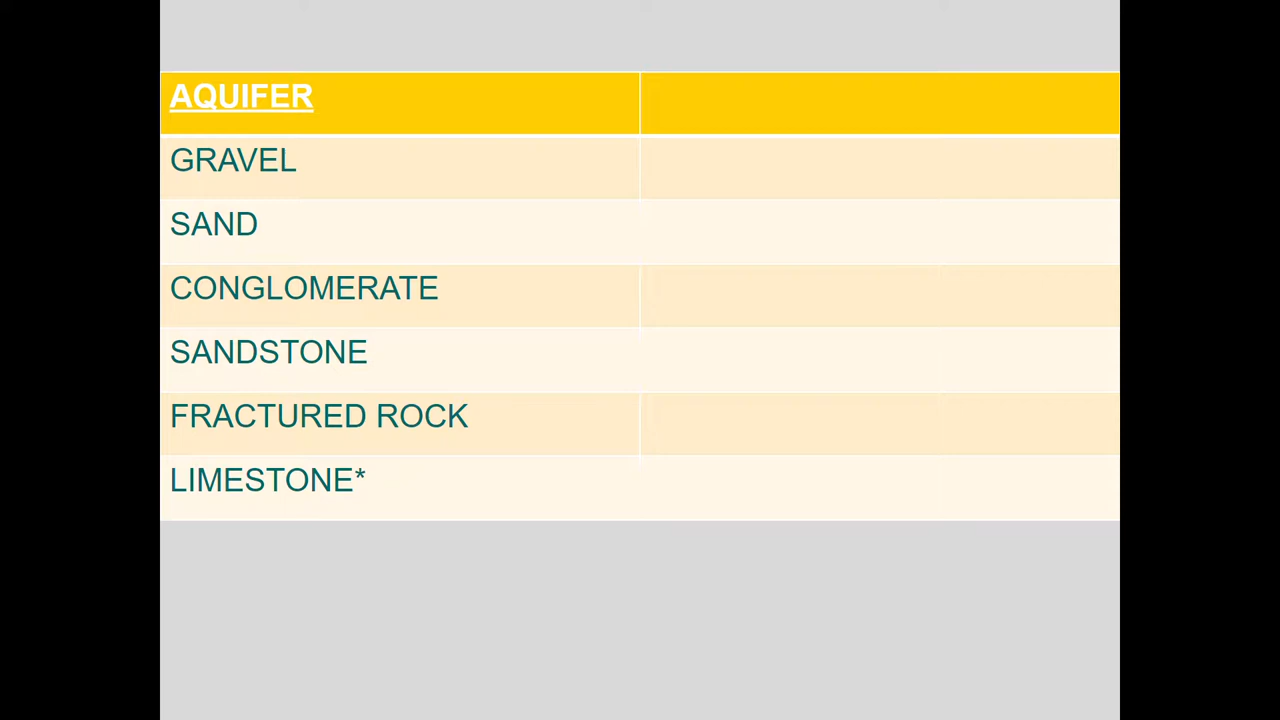 AQUIFER
GRAVEL
SAND
CONGLOMERATE
SANDSTONE
FRACTURED ROCK
LIMESTONE*